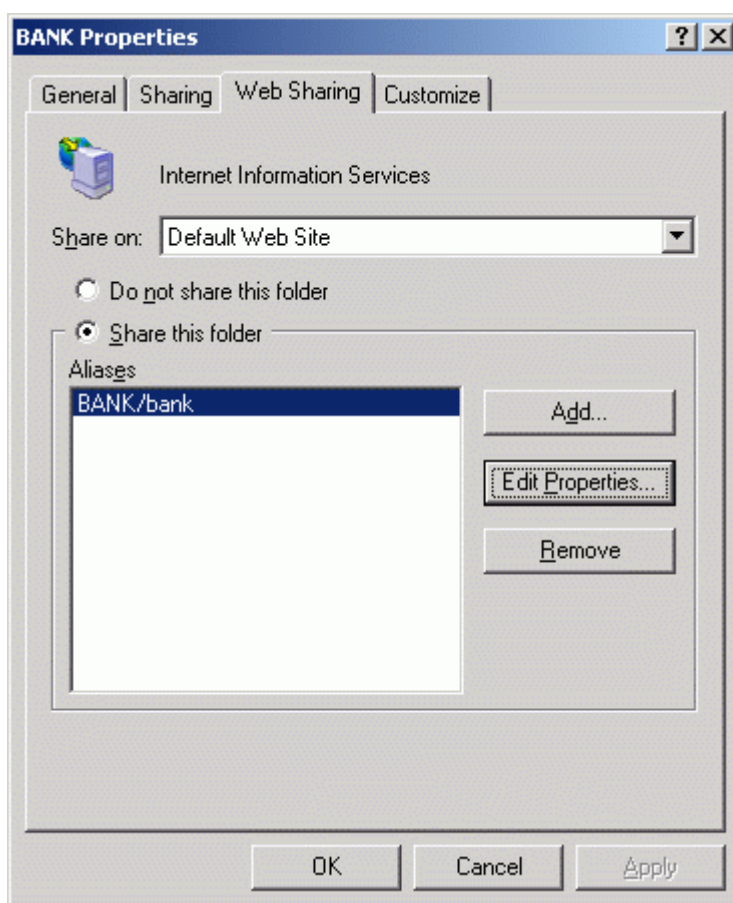 BANK Properties
General Sharing Web Sharing Customize
Internet Information Services
Share on: Default Web Site
Do not share this folder
Share this folder
Aliases
BANK/bank
Add...
Edit Properties...
Remove
OK Cancel Apply